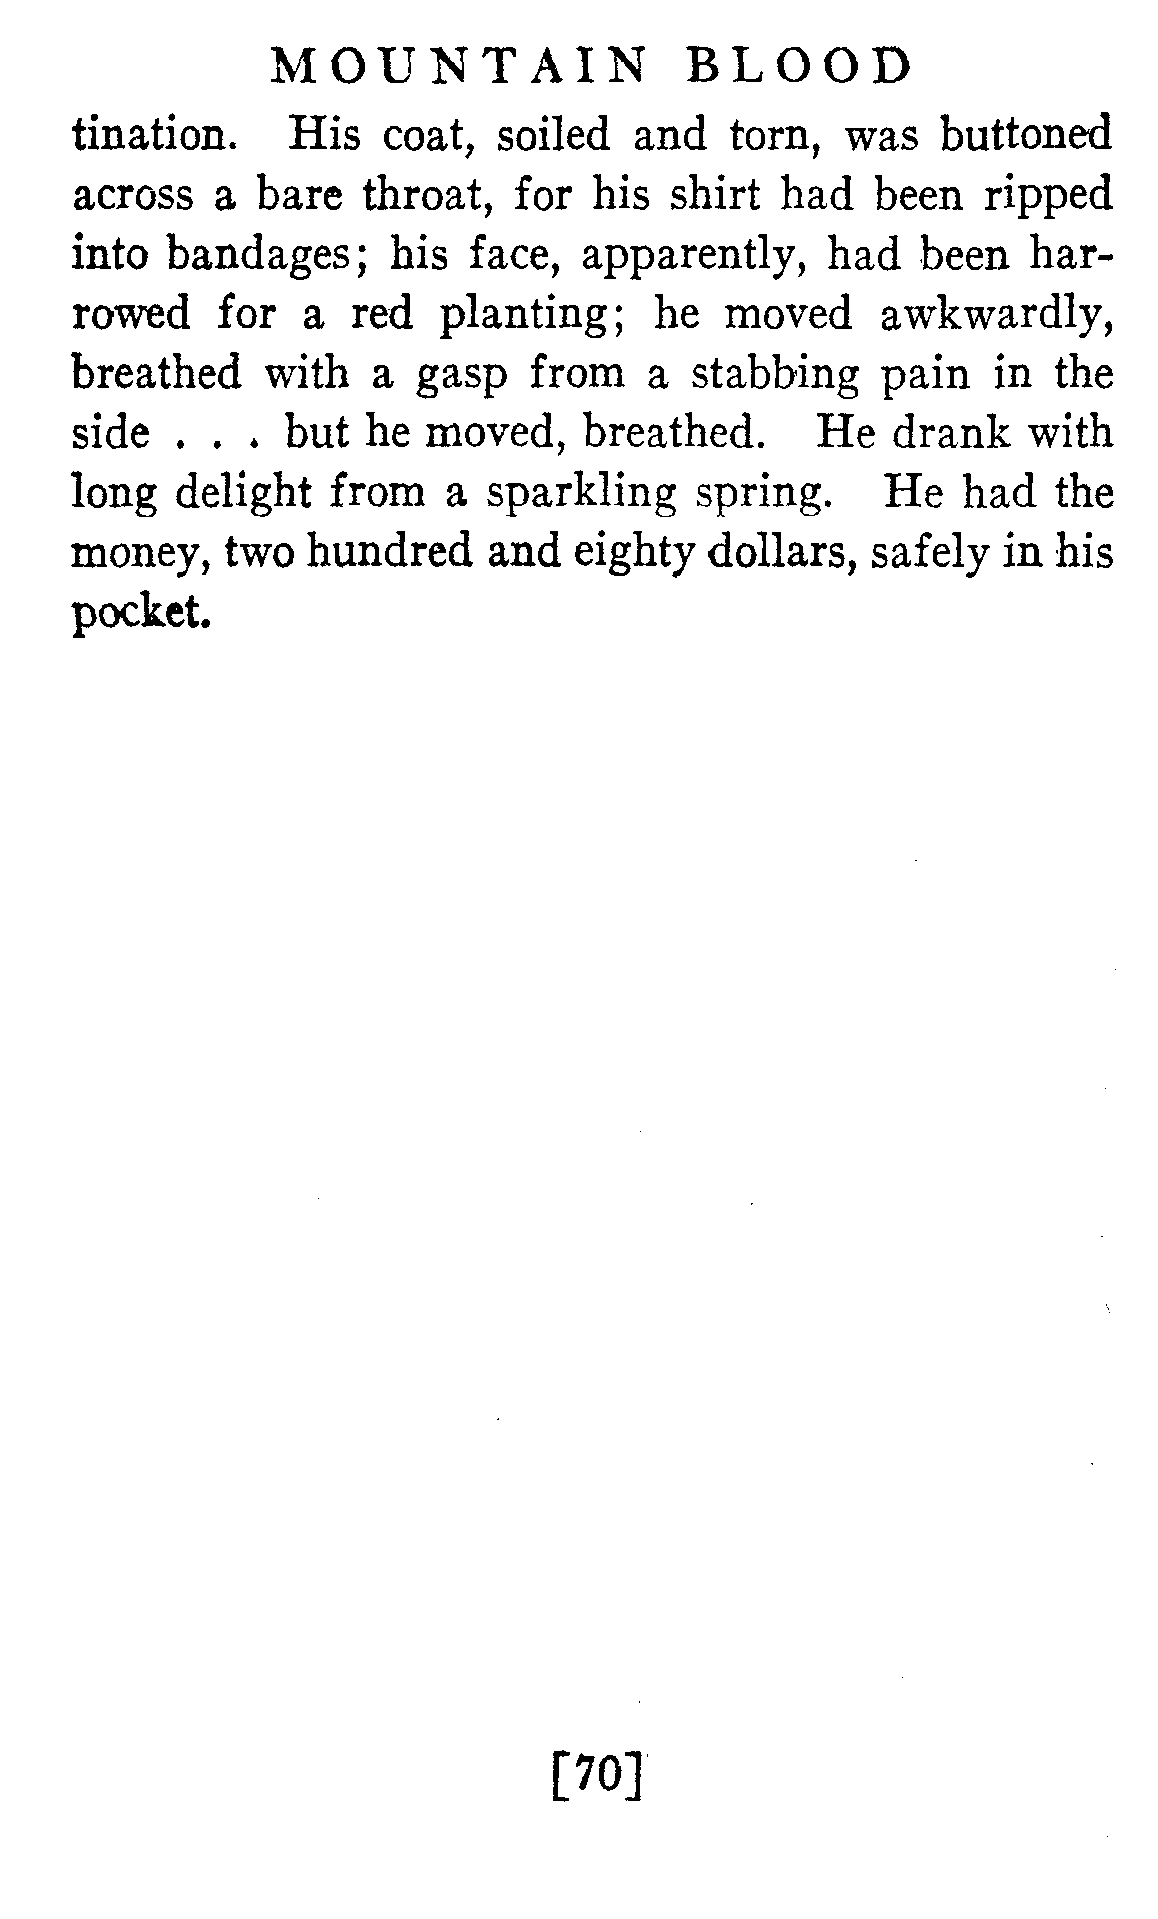 MOUNTAIN BLOOD
tination. His coat, soiled and torn, was buttoned
across a bare throat, for his shirt had been ripped
into bandages; his face, apparently, had been har-
rowed for a red planting; he moved awkwardly,
breathed with a gasp from a stabbing pain in the
side . . . but he moved, breathed. He drank with
long delight from a sparkling spring. He had the
money, two hundred and eighty dollars, safely in his
pocket.
[70]